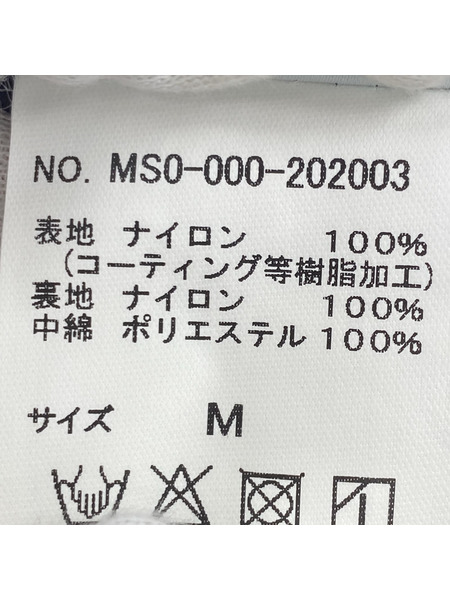 NO. MS0-000-202003
表地 ナイロン 100%
(コーティング等樹脂加工)
裏地 ナイロン 100%
中綿 ポリエステル 100%
サイズ M